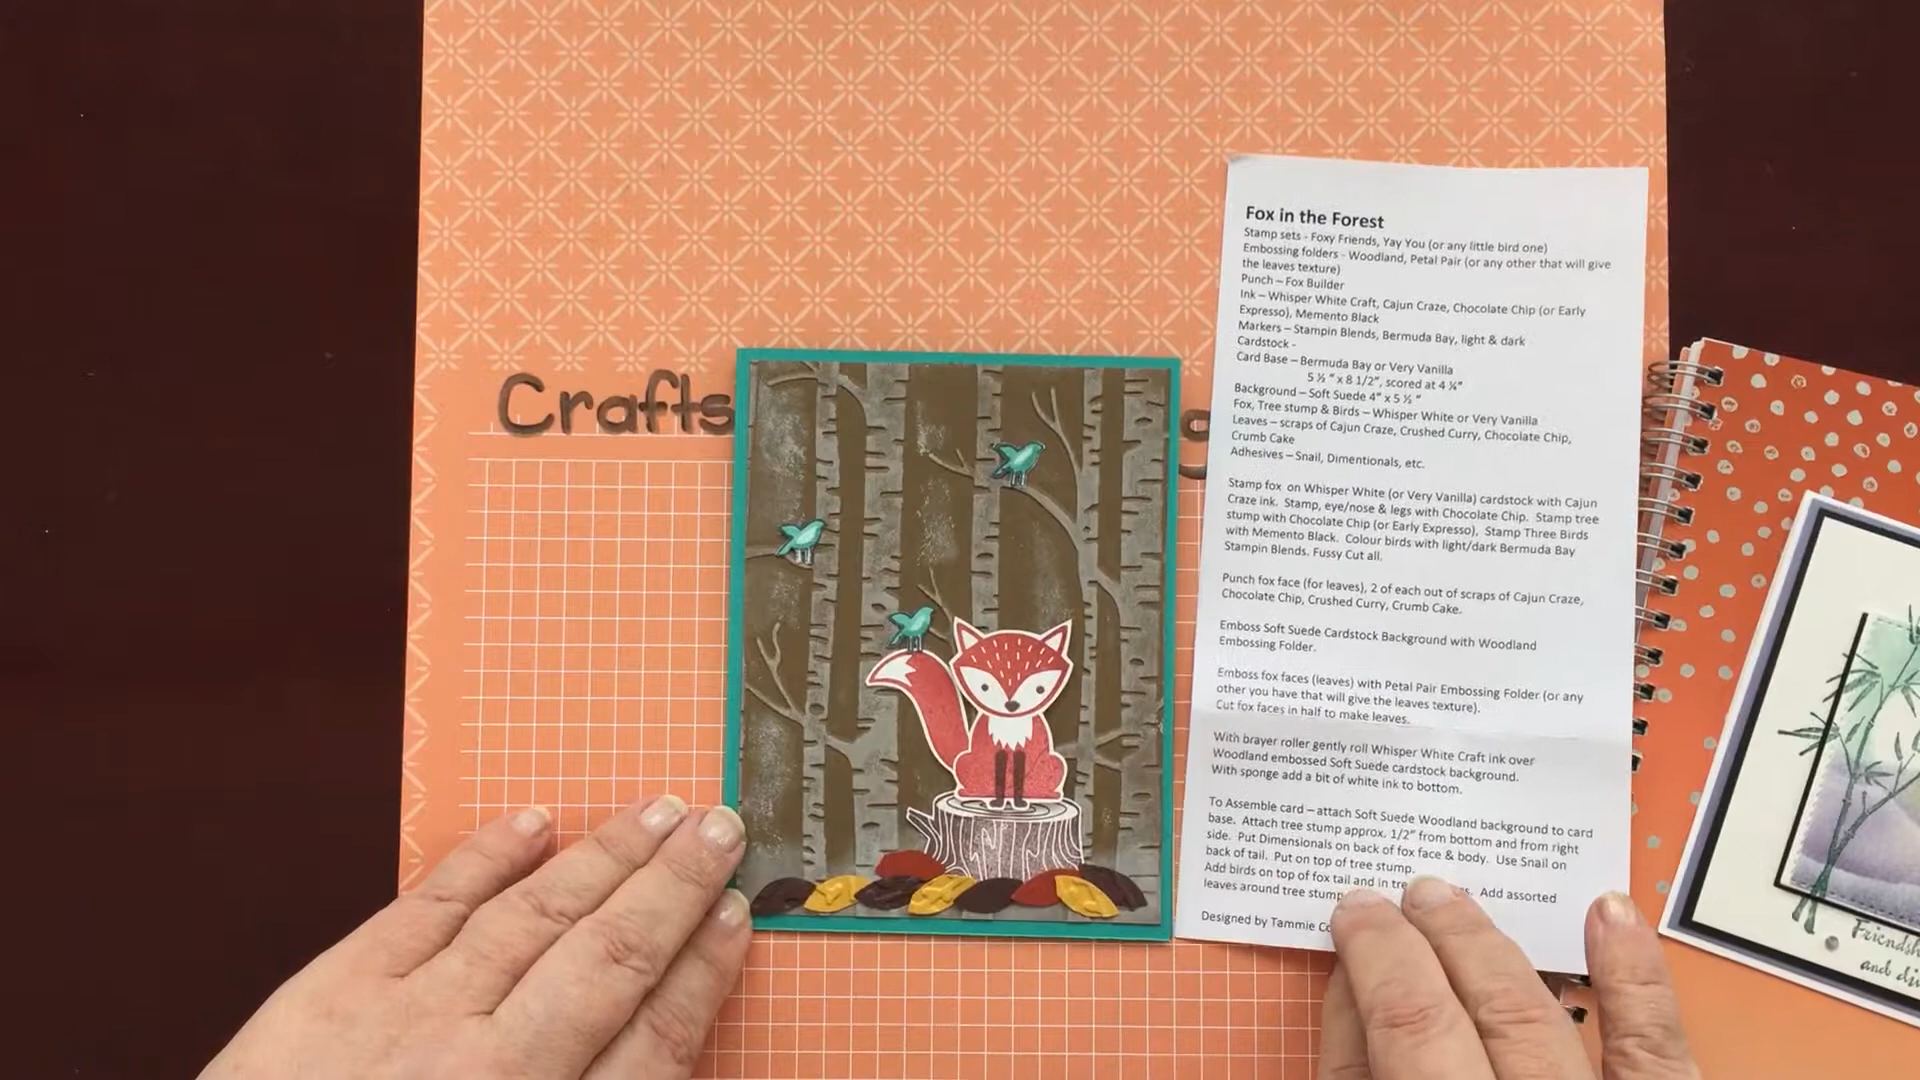 Crafts
Fox in the Forest
Stamp sets - Foxy Friends, Yay You (or any little bird one)
Embossing folders - Woodland, Petal Pair (or any other that will give
the leaves texture)
Punch – Fox Builder
Ink – Whisper White Craft, Cajun Craze, Chocolate Chip (or Early
Expresso), Memento Black
Markers – Stampin Blends, Bermuda Bay, light & dark
Cardstock -
Card Base – Bermuda Bay or Very Vanilla
5 ½ " x 8 1/2", scored at 4 ¼"
Background – Soft Suede 4" x 5 ½ "
Fox, Tree stump & Birds – Whisper White or Very Vanilla
Leaves – scraps of Cajun Craze, Crushed Curry, Chocolate Chip,
Crumb Cake
Adhesives – Snail, Dimentionals, etc.
Stamp fox on Whisper White (or Very Vanilla) cardstock with Cajun
Craze ink. Stamp, eye/nose & legs with Chocolate Chip. Stamp tree
stump with Chocolate Chip (or Early Expresso), Stamp Three Birds
with Memento Black. Colour birds with light/dark Bermuda Bay
Stampin Blends. Fussy Cut all.
Punch fox face (for leaves), 2 of each out of scraps of Cajun Craze,
Chocolate Chip, Crushed Curry, Crumb Cake.
Emboss Soft Suede Cardstock Background with Woodland
Embossing Folder.
Emboss fox faces (leaves) with Petal Pair Embossing Folder (or any
other you have that will give the leaves texture).
Cut fox faces in half to make leaves.
With brayer roller gently roll Whisper White Craft ink over
Woodland embossed Soft Suede cardstock background.
With sponge add a bit of white ink to bottom.
To Assemble card – attach Soft Suede Woodland background to card
base. Attach tree stump approx. 1/2" from bottom and from right
side. Put Dimensionals on back of fox face & body. Use Snail on
back of tail. Put on top of tree stump.
Add birds on top of fox tail and in Add assorted
leaves around tree stump
Designed by Tammie
and